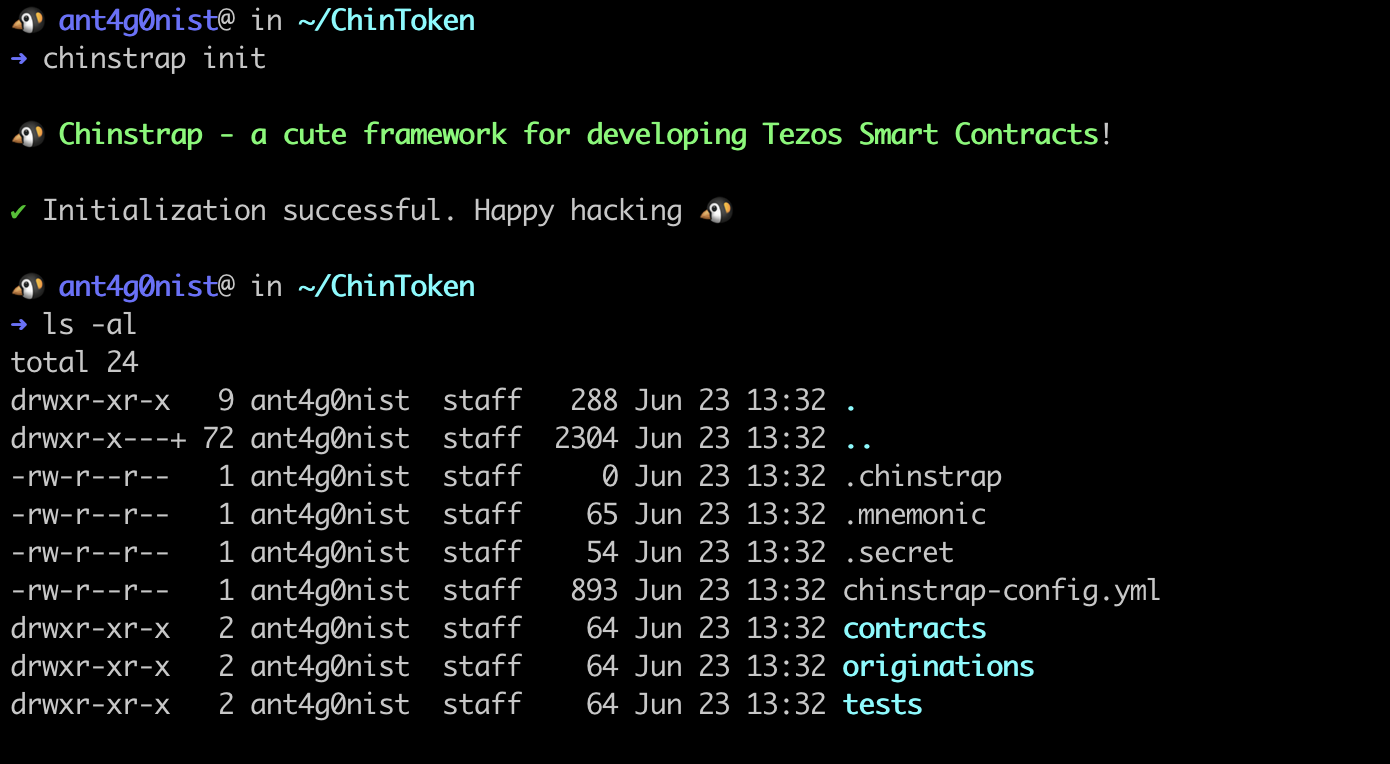 🐧 ant4g0nist@ in ~/ChinToken
➜ chinstrap init
🐧 Chinstrap - a cute framework for developing Tezos Smart Contracts!
✔ Initialization successful. Happy hacking 🐧
🐧 ant4g0nist@ in ~/ChinToken
➜ ls -al
total 24
drwxr-xr-x   9 ant4g0nist  staff   288 Jun 23 13:32 .
drwxr-x---+ 72 ant4g0nist  staff  2304 Jun 23 13:32 ..
-rw-r--r--   1 ant4g0nist  staff     0 Jun 23 13:32 .chinstrap
-rw-r--r--   1 ant4g0nist  staff    65 Jun 23 13:32 .mnemonic
-rw-r--r--   1 ant4g0nist  staff    54 Jun 23 13:32 .secret
-rw-r--r--   1 ant4g0nist  staff   893 Jun 23 13:32 chinstrap-config.yml
drwxr-xr-x   2 ant4g0nist  staff    64 Jun 23 13:32 contracts
drwxr-xr-x   2 ant4g0nist  staff    64 Jun 23 13:32 originations
drwxr-xr-x   2 ant4g0nist  staff    64 Jun 23 13:32 tests